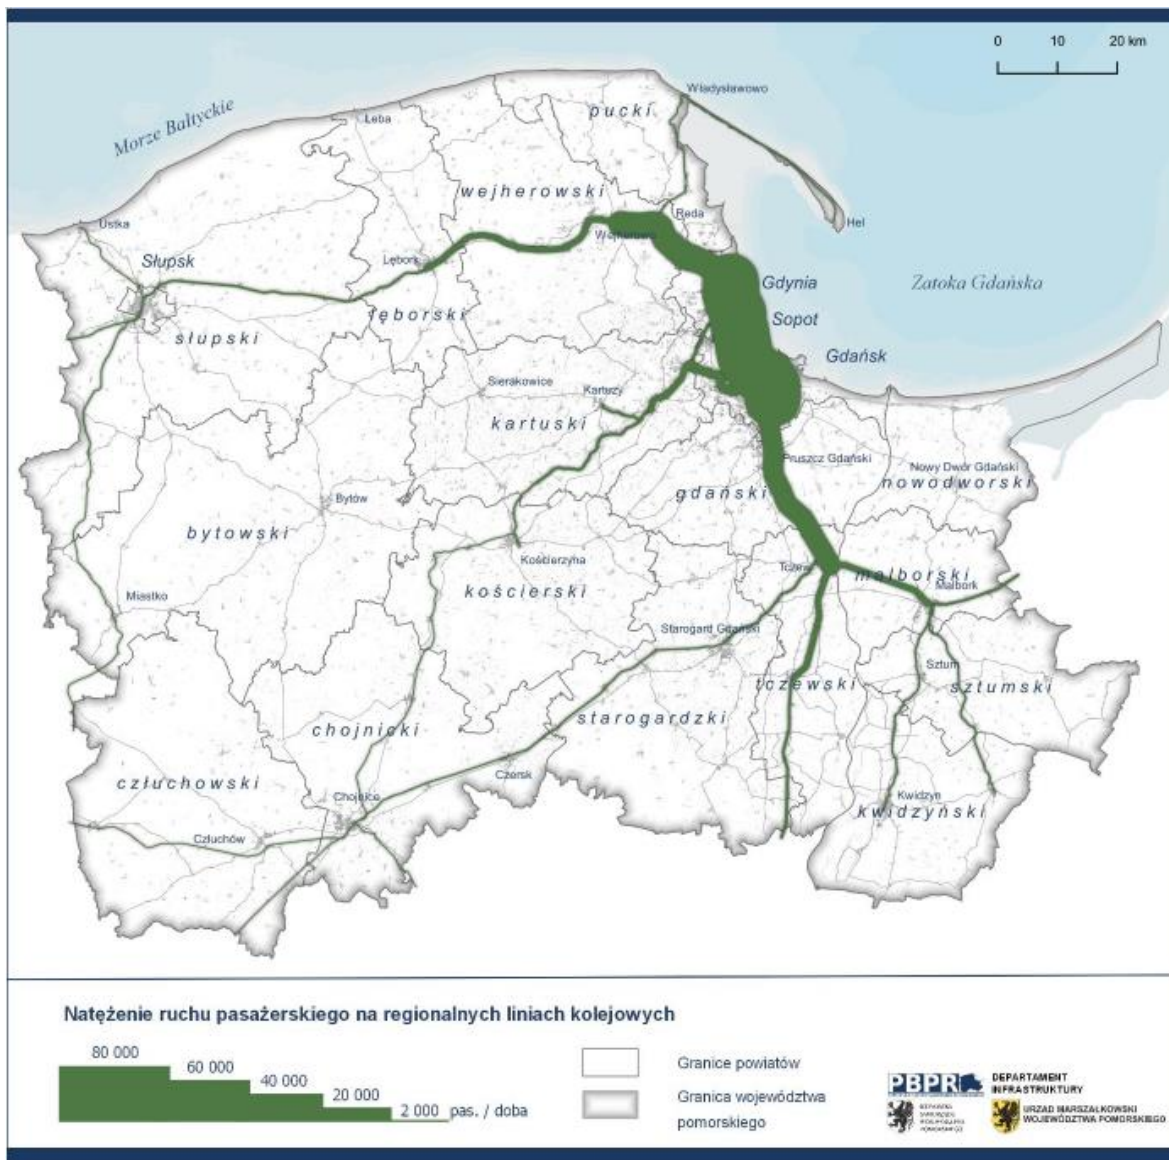 0 10 20 km
Władysławowo
Morze Bałtyckie
Łeba
pucki
wejherowski
Ustka
Reda
Hel
Wejherowo
Słupsk
Lębork
Gdynia
Zatoka Gdańska
Sopot
lęborski
słupski
Gdańsk
Sierakowice
Kartuzy
kartuski
Pruszcz Gdański
Nowy Dwór Gdański
gdański
nowodworski
Bytów
bytowski
Kościerzyna
Tczew
malborski
Malbork
Miastko
kościerski
Starogard Gdański
Sztum
tczewski
sztumski
starogardzki
chojnicki
człuchowski
Czersk
Chojnice
Kwidzyn
kwidzyński
Człuchów
Natężenie ruchu pasażerskiego na regionalnych liniach kolejowych
80 000
60 000
40 000
20 000
2 000 pas. / doba
Granice powiatów
Granica województwa
pomorskiego
PBPR
DEPARTAMENT
INFRASTRUKTURY
URZĄD MARSZAŁKOWSKI
WOJEWÓDZTWA POMORSKIEGO